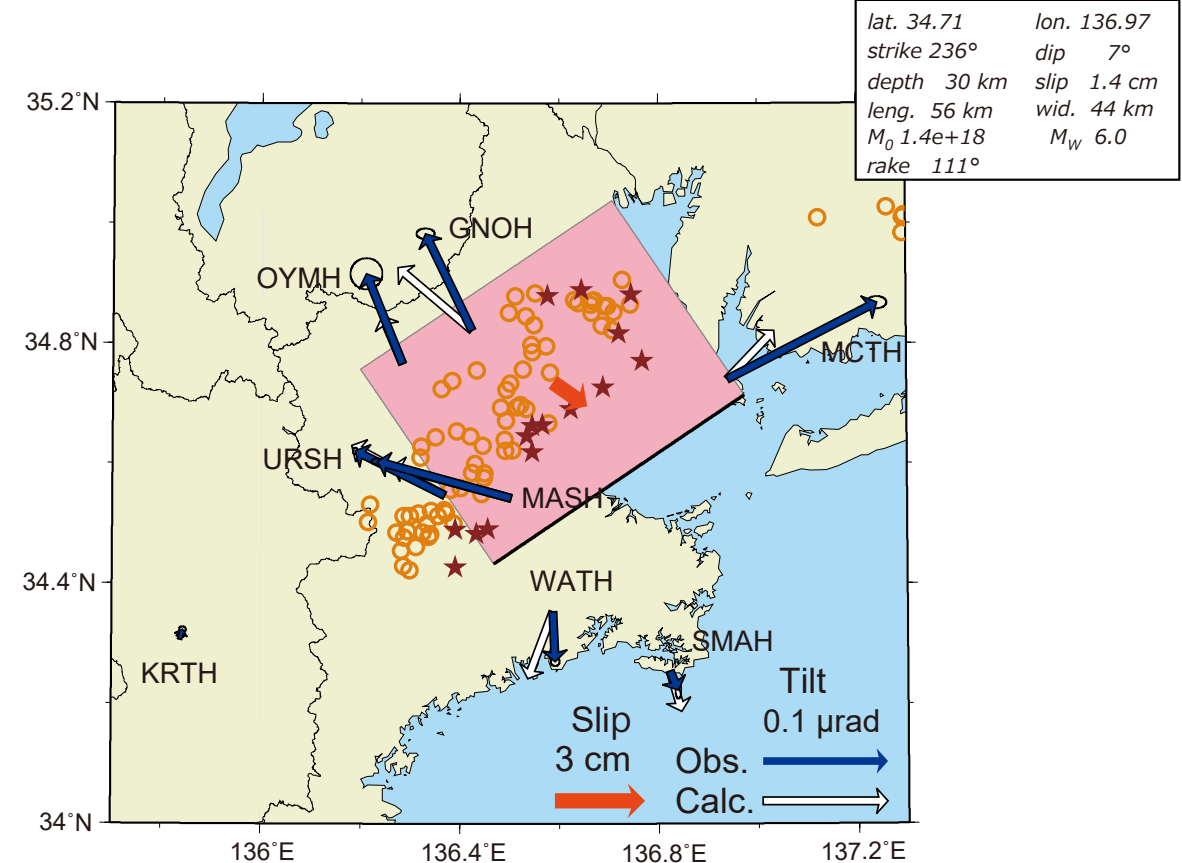 lat. 34.71 lon. 136.97
strike 236° dip 7°
depth 30 km slip 1.4 cm
leng. 56 km wid. 44 km
M0 1.4e+18 MW 6.0
rake 111°
35.2°N
GNOH
OYMH
34.8°N
MCTH
URSH
MASH
34.4°N
WATH
SMAH
KRTH
Tilt
Slip
0.1 μrad
3 cm
Obs.
Calc.
34°N
136°E 136.4°E 136.8°E 137.2°E